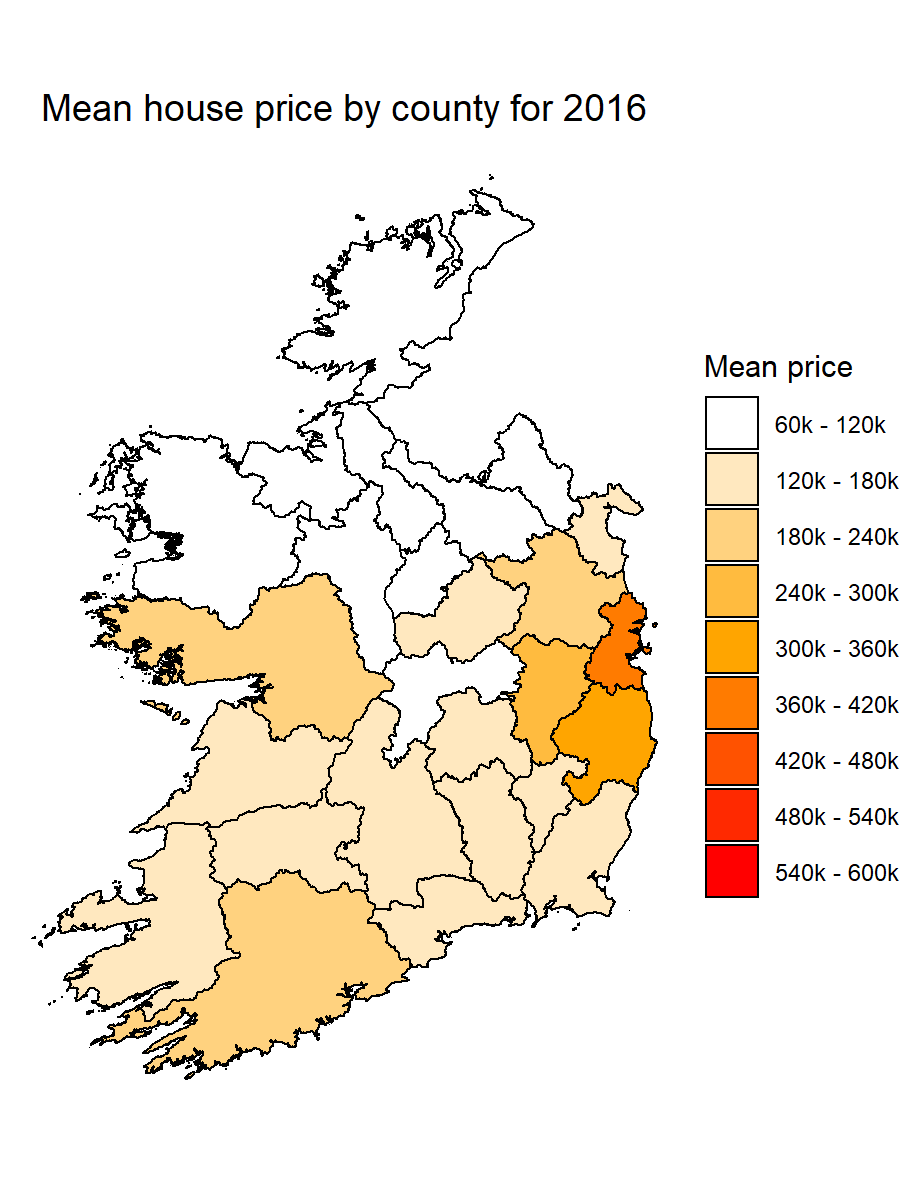 Mean house price by county for 2016
Mean price
60k - 120k
120k - 180k
180k - 240k
240k - 300k
300k - 360k
360k - 420k
420k - 480k
480k - 540k
540k - 600k